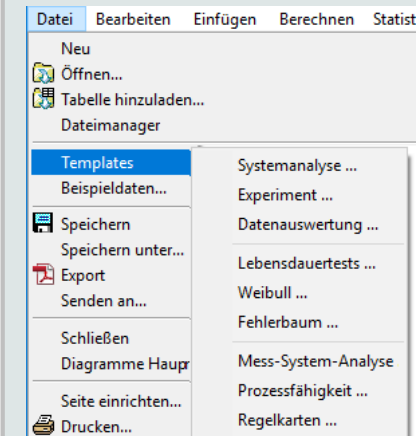 Datei Bearbeiten Einfügen Berechnen Statist
Neu
Öffnen...
Tabelle hinzuladen...
Dateimanager
Templates
Beispieldaten...
Speichern
Speichern unter...
Export
Senden an...
Schließen
Diagramme Haupr
Seite einrichten...
Drucken...
Systemanalyse ...
Experiment ...
Datenauswertung ...
Lebensdauertests ...
Weibull ...
Fehlerbaum ...
Mess-System-Analyse
Prozessfähigkeit ...
Regelkarten ...